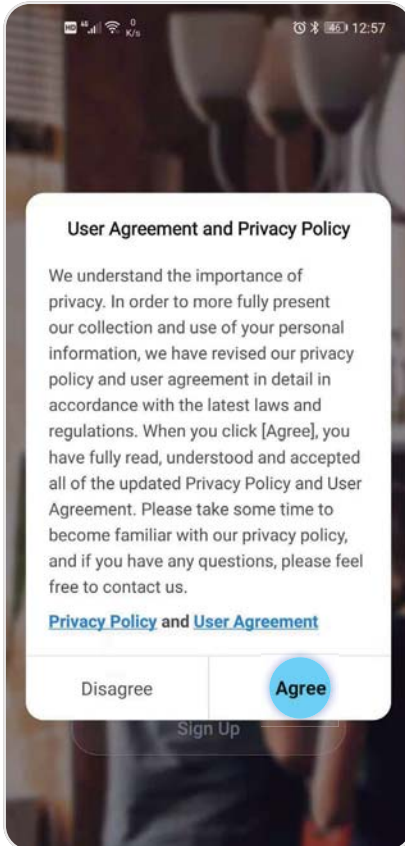 HD 4G 0 K/s 46 12:57
User Agreement and Privacy Policy
We understand the importance of
privacy. In order to more fully present
our collection and use of your personal
information, we have revised our privacy
policy and user agreement in detail in
accordance with the latest laws and
regulations. When you click [Agree], you
have fully read, understood and accepted
all of the updated Privacy Policy and User
Agreement. Please take some time to
become familiar with our privacy policy,
and if you have any questions, please feel
free to contact us.
Privacy Policy and User Agreement
Disagree Agree
Sign Up